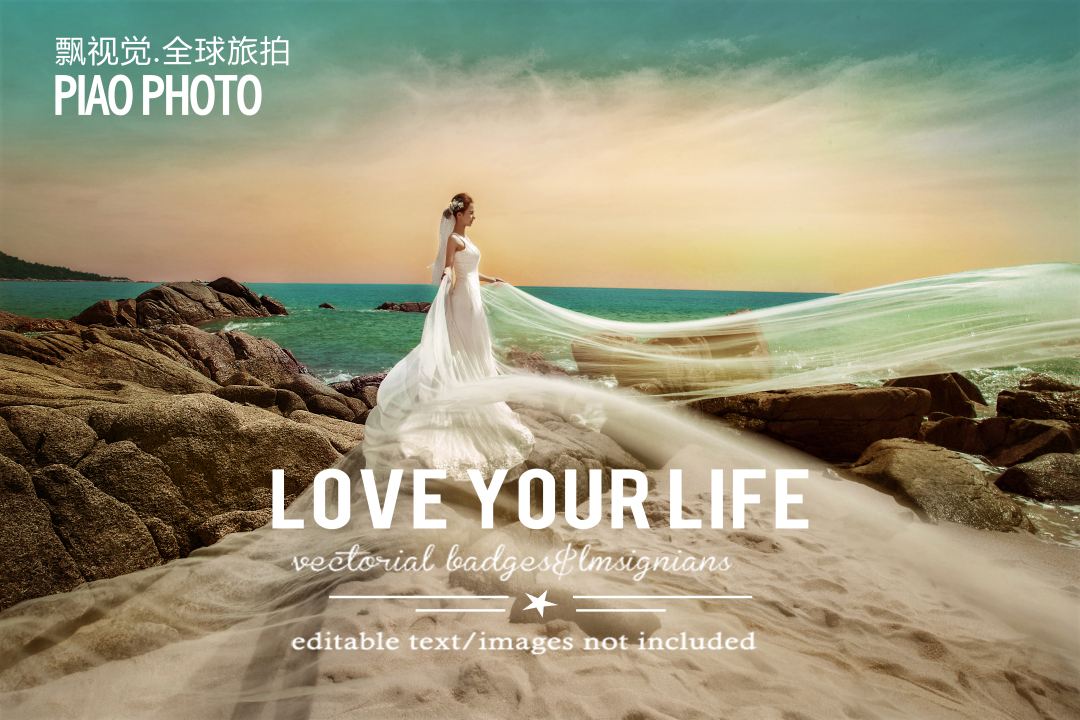 飘视觉.全球旅拍
PIAO PHOTO
LOVE YOUR LIFE
vectorial badges&lmsignians
editable text/images not included